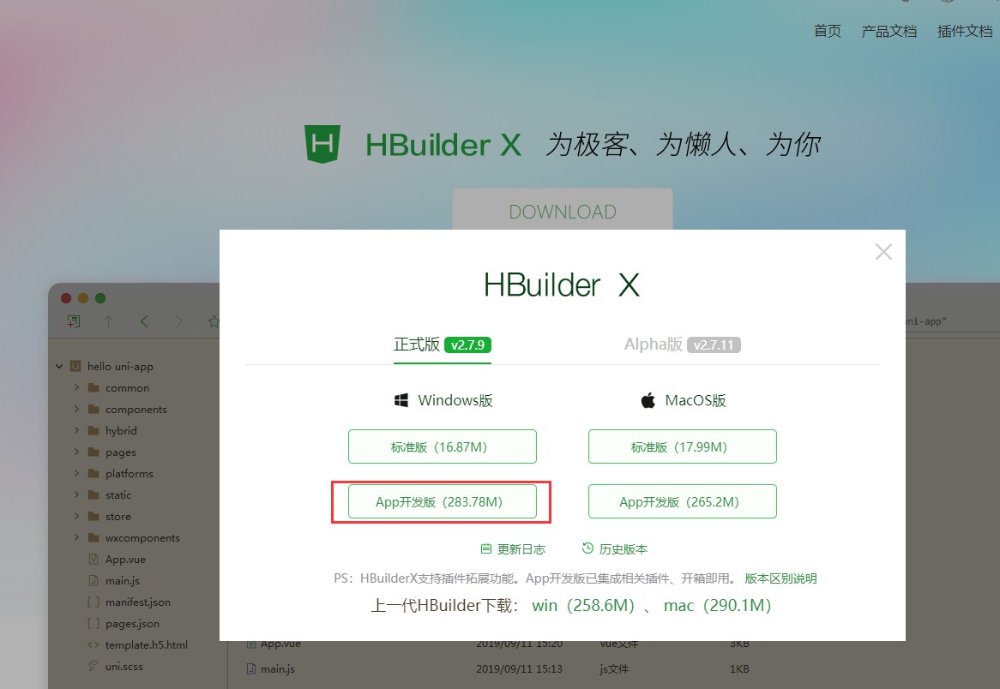 首页 产品文档 插件文档
HBuilder X 为极客、为懒人、为你
DOWNLOAD
HBuilder X
正式版 v2.7.9 Alpha版 v2.7.11
Windows版 MacOS版
标准版（16.87M） 标准版（17.99M）
App开发版（283.78M） App开发版（265.2M）
更新日志 历史版本
PS：HBuilderX支持插件拓展功能。App开发版已集成相关插件、开箱即用。 版本区别说明
上一代HBuilder下载： win（258.6M）、 mac（290.1M）
uni-app"
hello uni-app
common
components
hybrid
pages
platforms
static
store
wxcomponents
App.vue
main.js
manifest.json
pages.json
template.h5.html
uni.scss
App.vue 2019/09/11 15:20 vue文件 3KB
main.js 2019/09/11 15:13 js文件 1KB